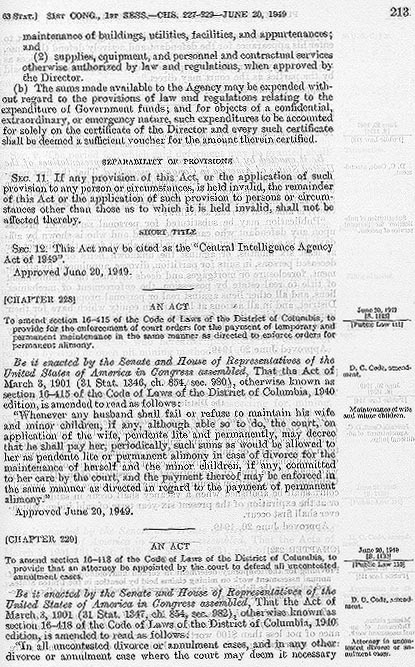 63 STAT.] 81ST CONG., 1ST SESS.—CHS. 227-229—JUNE 20, 1949
213
maintenance of buildings, utilities, facilities, and appurtenances;
and
(2) supplies, equipment, and personnel and contractual services
otherwise authorized by law and regulations, when approved by
the Director.
(b) The sums made available to the Agency may be expended with-
out regard to the provisions of law and regulations relating to the
expenditure of Government funds; and for objects of a confidential,
extraordinary, or emergency nature, such expenditures to be accounted
for solely on the certificate of the Director and every such certificate
shall be deemed a sufficient voucher for the amount therein certified.
SEPARABILITY OF PROVISIONS
SEC. 11. If any provision of this Act, or the application of such
provision to any person or circumstances, is held invalid, the remainder
of this Act or the application of such provision to persons or circum-
stances other than those as to which it is held invalid, shall not be
affected thereby.
SHORT TITLE
SEC. 12. This Act may be cited as the "Central Intelligence Agency
Act of 1949".
Approved June 20, 1949.
[CHAPTER 228]
AN ACT
To amend section 16-415 of the Code of Laws of the District of Columbia, to
provide for the enforcement of court orders for the payment of temporary and
permanent maintenance in the same manner as directed to enforce orders for
permanent alimony.
June 20, 1949
[Public Law 111]
Be it enacted by the Senate and House of Representatives of the
United States of America in Congress assembled, That the Act of
March 3, 1901 (31 Stat. 1346, ch. 854, sec. 980), otherwise known as
section 16-415 of the Code of Laws of the District of Columbia, 1940
edition, is amended to read as follows:
D. C. Code, amend-
ment.
"Whenever any husband shall fail or refuse to maintain his wife
and minor children, if any, although able so to do, the court, on
application of the wife, pendente lite and permanently, may decree
that he shall pay her, periodically, such sums as would be allowed to
her as pendente lite or permanent alimony in case of divorce for the
maintenance of herself and the minor children, if any, committed
to her care by the court, and the payment thereof may be enforced in
the same manner as directed in regard to the payment of permanent
alimony."
Maintenance of wife
and minor children.
Approved June 20, 1949.
[CHAPTER 229]
AN ACT
To amend section 16-418 of the Code of Laws of the District of Columbia, to
provide that an attorney be appointed by the court to defend all uncontested
annulment cases.
June 20, 1949
[Public Law 112]
Be it enacted by the Senate and House of Representatives of the
United States of America in Congress assembled, That the Act of
March 3, 1901 (31 Stat. 1347, ch. 854, sec. 982), otherwise known as
section 16-418 of the Code of Laws of the District of Columbia, 1940
edition, is amended to read as follows:
D. C. Code, amend-
ment.
"In all uncontested divorce or annulment cases, and in any other
divorce or annulment case where the court may deem it necessary
Attorney in uncon-
tested divorce or an-
nulment cases.